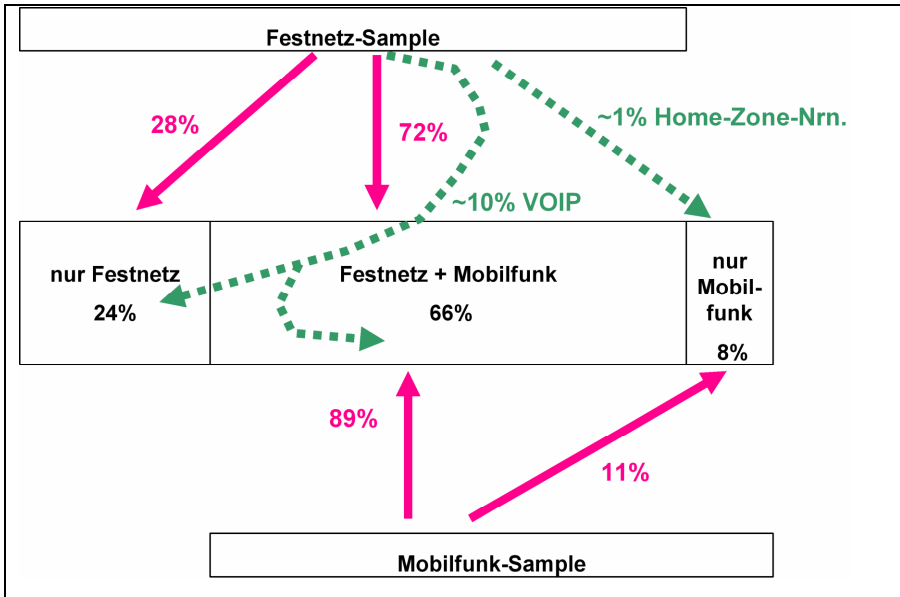 Festnetz-Sample
28%
72%
~1% Home-Zone-Nrn.
~10% VOIP
nur Festnetz
24%
Festnetz + Mobilfunk
66%
nur
Mobil-
funk
8%
89%
11%
Mobilfunk-Sample